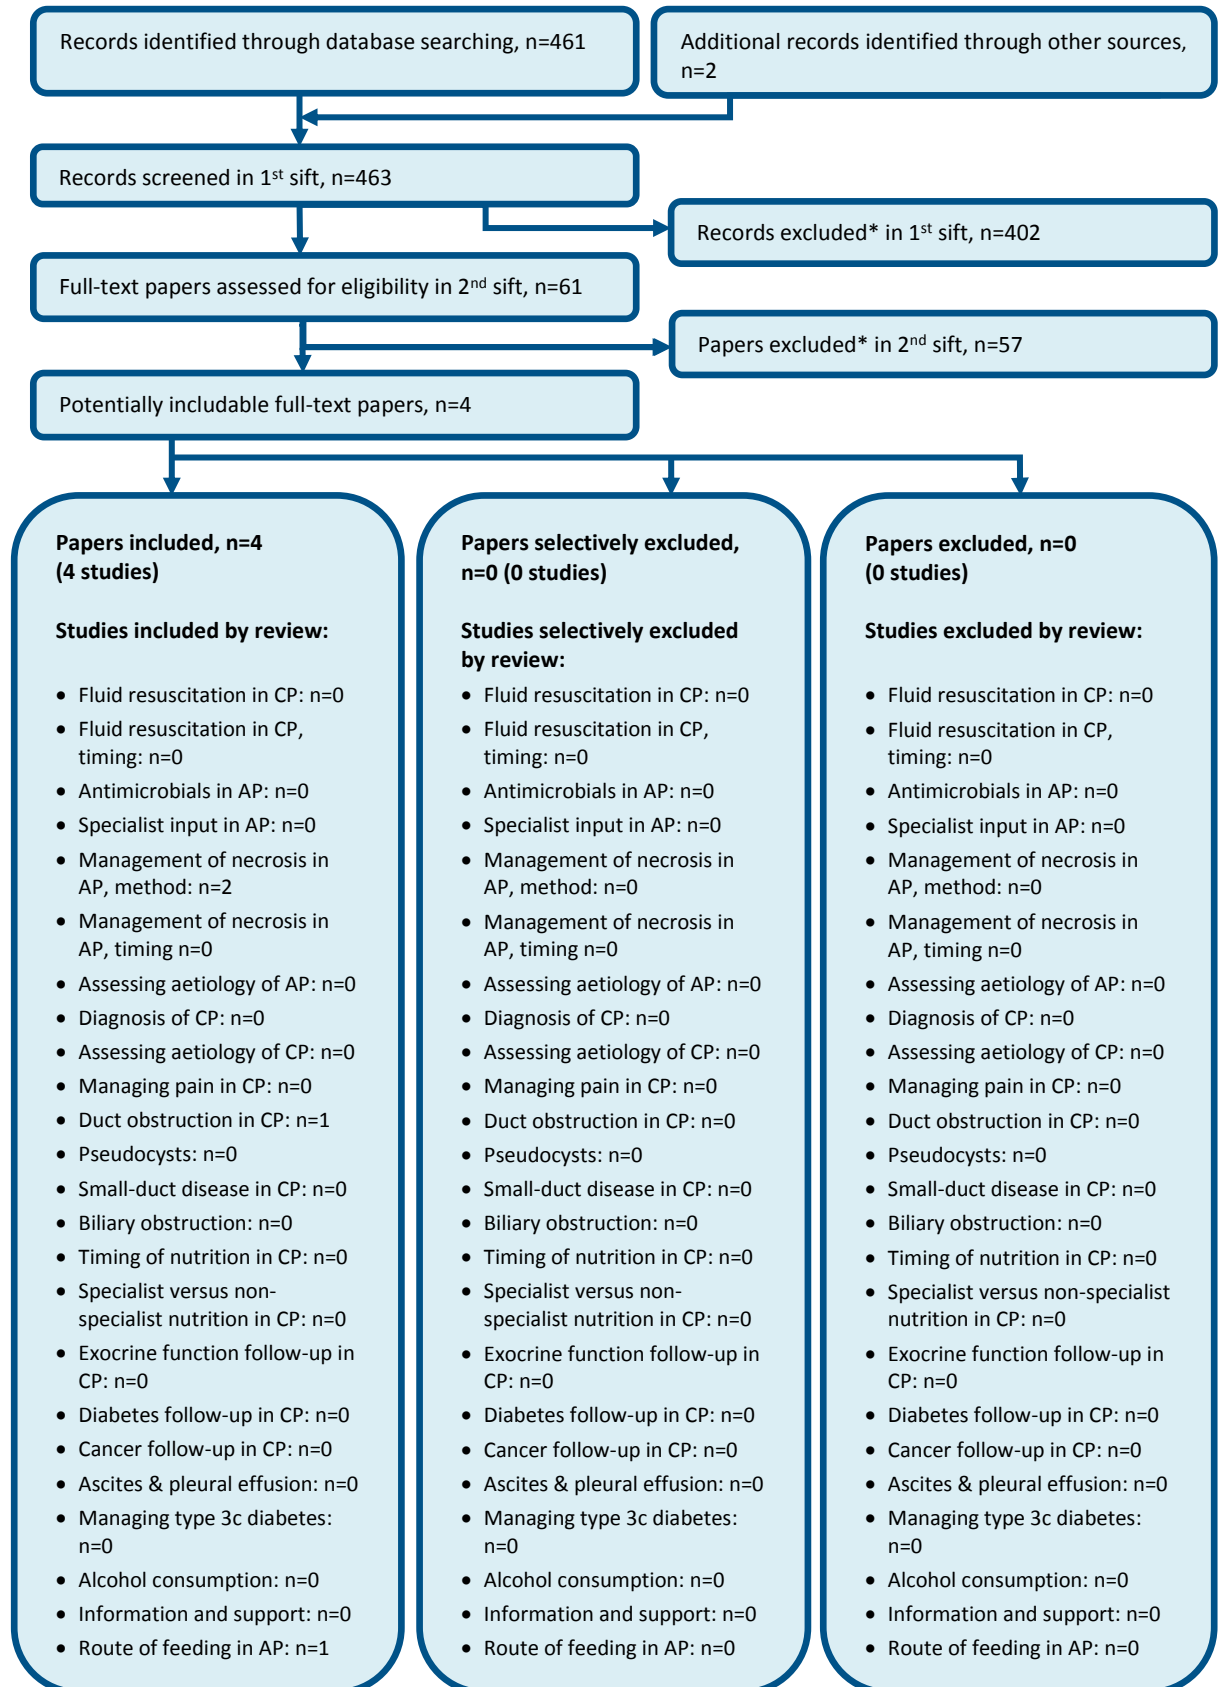 Records identified through database searching, n=461
Additional records identified through other sources,
n=2
Records screened in 1st sift, n=463
Records excluded* in 1st sift, n=402
Full-text papers assessed for eligibility in 2nd sift, n=61
Papers excluded* in 2nd sift, n=57
Potentially includable full-text papers, n=4
Papers included, n=4
(4 studies)
Studies included by review:
• Fluid resuscitation in CP: n=0
• Fluid resuscitation in CP,
timing: n=0
• Antimicrobials in AP: n=0
• Specialist input in AP: n=0
• Management of necrosis in
AP, method: n=2
• Management of necrosis in
AP, timing n=0
• Assessing aetiology of AP: n=0
• Diagnosis of CP: n=0
• Assessing aetiology of CP: n=0
• Managing pain in CP: n=0
• Duct obstruction in CP: n=1
• Pseudocysts: n=0
• Small-duct disease in CP: n=0
• Biliary obstruction: n=0
• Timing of nutrition in CP: n=0
• Specialist versus non-
specialist nutrition in CP: n=0
• Exocrine function follow-up in
CP: n=0
• Diabetes follow-up in CP: n=0
• Cancer follow-up in CP: n=0
• Ascites & pleural effusion: n=0
• Managing type 3c diabetes:
n=0
• Alcohol consumption: n=0
• Information and support: n=0
• Route of feeding in AP: n=1
Papers selectively excluded,
n=0 (0 studies)
Studies selectively excluded
by review:
• Fluid resuscitation in CP: n=0
• Fluid resuscitation in CP,
timing: n=0
• Antimicrobials in AP: n=0
• Specialist input in AP: n=0
• Management of necrosis in
AP, method: n=0
• Management of necrosis in
AP, timing n=0
• Assessing aetiology of AP: n=0
• Diagnosis of CP: n=0
• Assessing aetiology of CP: n=0
• Managing pain in CP: n=0
• Duct obstruction in CP: n=0
• Pseudocysts: n=0
• Small-duct disease in CP: n=0
• Biliary obstruction: n=0
• Timing of nutrition in CP: n=0
• Specialist versus non-
specialist nutrition in CP: n=0
• Exocrine function follow-up in
CP: n=0
• Diabetes follow-up in CP: n=0
• Cancer follow-up in CP: n=0
• Ascites & pleural effusion: n=0
• Managing type 3c diabetes:
n=0
• Alcohol consumption: n=0
• Information and support: n=0
• Route of feeding in AP: n=0
Papers excluded, n=0
(0 studies)
Studies excluded by review:
• Fluid resuscitation in CP: n=0
• Fluid resuscitation in CP,
timing: n=0
• Antimicrobials in AP: n=0
• Specialist input in AP: n=0
• Management of necrosis in
AP, method: n=0
• Management of necrosis in
AP, timing n=0
• Assessing aetiology of AP: n=0
• Diagnosis of CP: n=0
• Assessing aetiology of CP: n=0
• Managing pain in CP: n=0
• Duct obstruction in CP: n=0
• Pseudocysts: n=0
• Small-duct disease in CP: n=0
• Biliary obstruction: n=0
• Timing of nutrition in CP: n=0
• Specialist versus non-specialist
nutrition in CP: n=0
• Exocrine function follow-up in
CP: n=0
• Diabetes follow-up in CP: n=0
• Cancer follow-up in CP: n=0
• Ascites & pleural effusion: n=0
• Managing type 3c diabetes:
n=0
• Alcohol consumption: n=0
• Information and support: n=0
• Route of feeding in AP: n=0